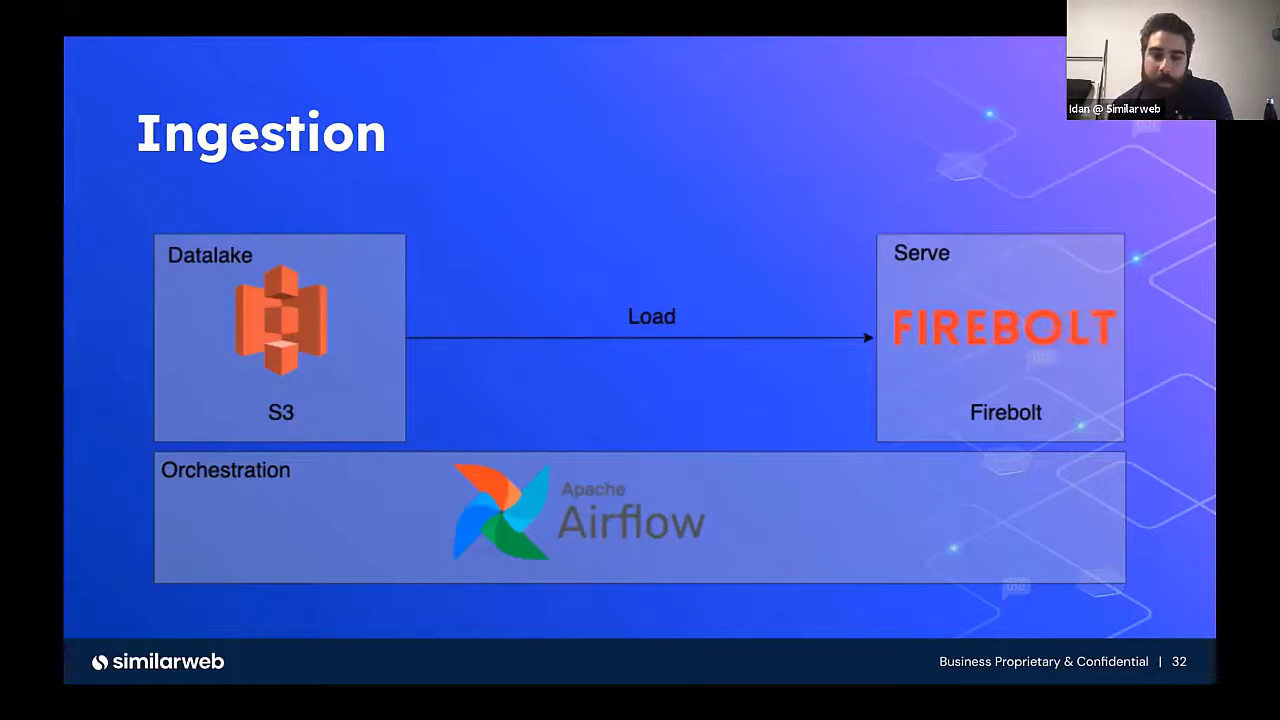 Idan @ Similarweb
Ingestion
Datalake
S3
Load
Serve
FIREBOLT
Firebolt
Orchestration
Apache
Airflow
similarweb
Business Proprietary & Confidential | 32